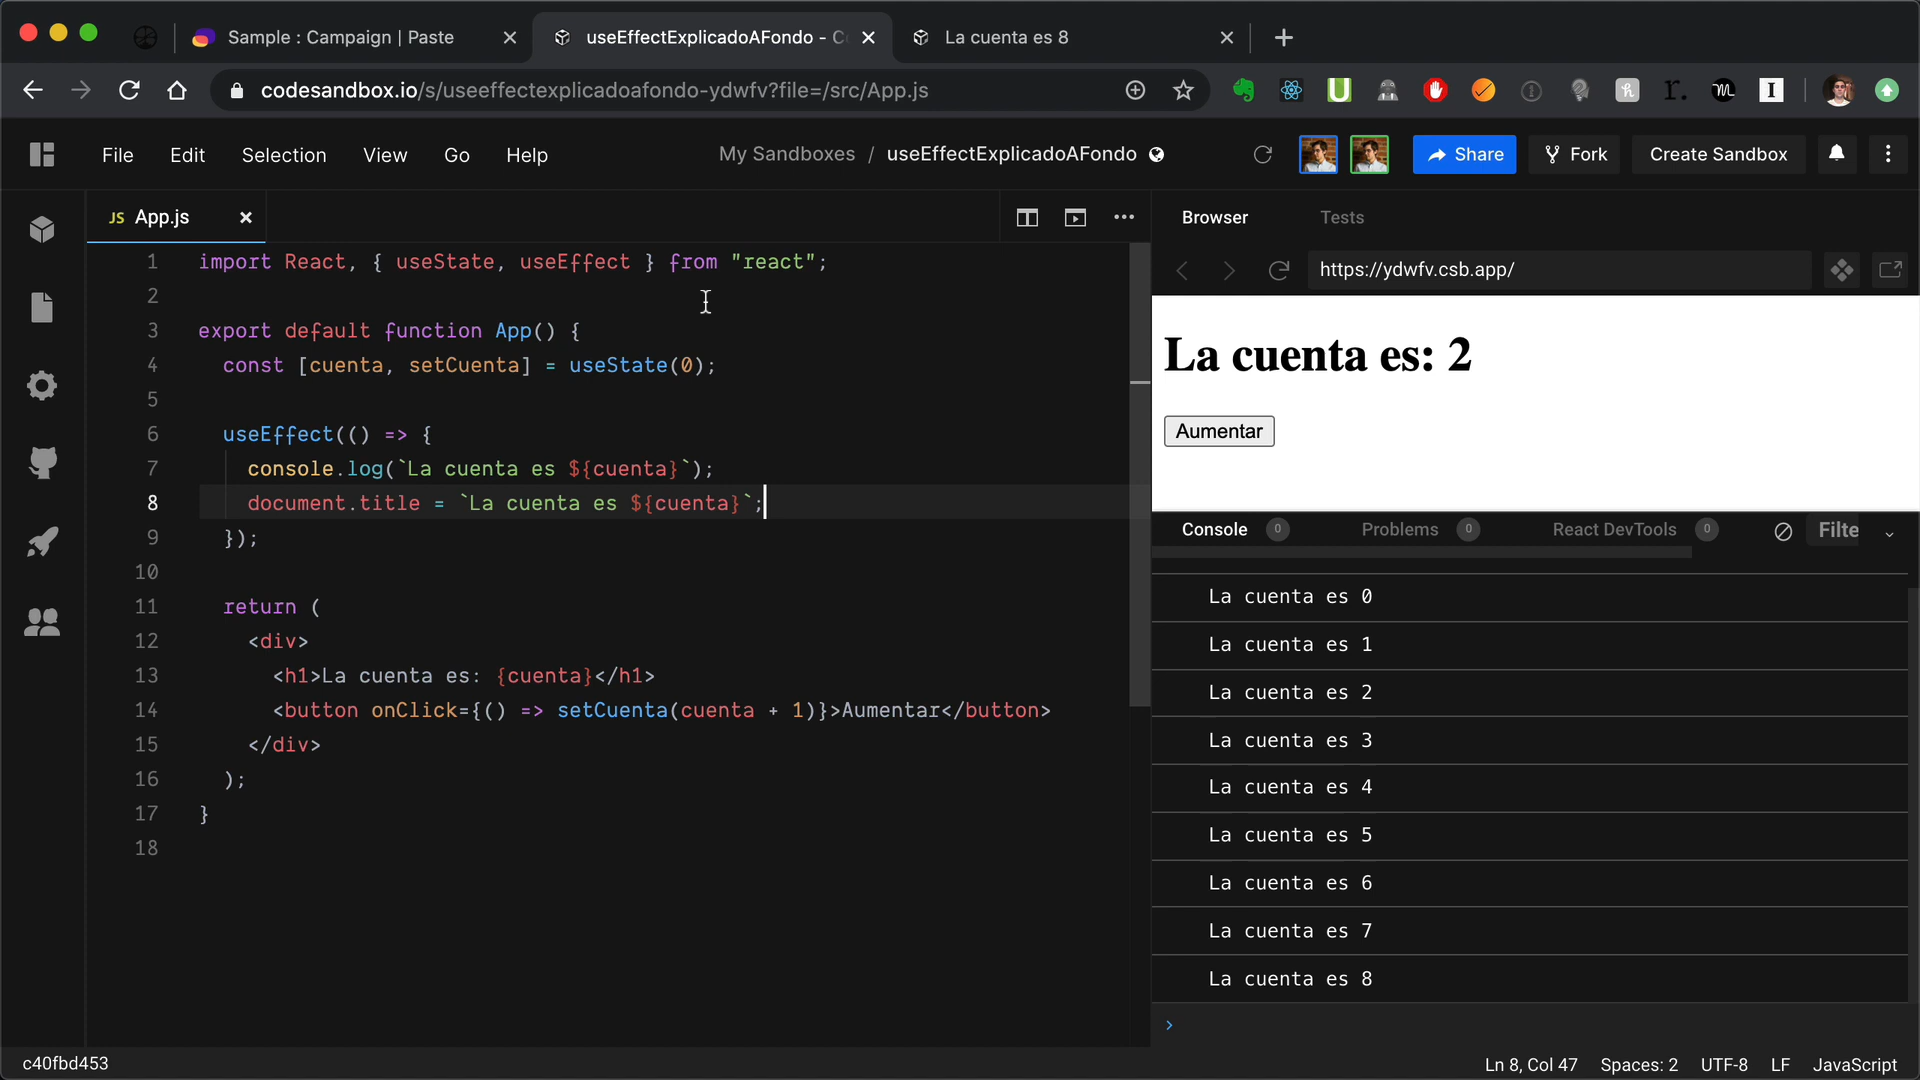 Sample : Campaign | Paste
useEffectExplicadoAFondo - Co
La cuenta es 8
codesandbox.io/s/useeffectexplicadoafondo-ydwfv?file=/src/App.js
File Edit Selection View Go Help
My Sandboxes / useEffectExplicadoAFondo
Share
Fork
Create Sandbox
JS App.js
1 import React, { useState, useEffect } from "react";
2
3 export default function App() {
4 const [cuenta, setCuenta] = useState(0);
5
6 useEffect(() => {
7 console.log(`La cuenta es ${cuenta}`);
8 document.title = `La cuenta es ${cuenta}`;
9 });
10
11 return (
12 <div>
13 <h1>La cuenta es: {cuenta}</h1>
14 <button onClick={() => setCuenta(cuenta + 1)}>Aumentar</button>
15 </div>
16 );
17 }
18
Browser Tests
https://ydwfv.csb.app/
La cuenta es: 2
Aumentar
Console 0 Problems 0 React DevTools 0 Filte
La cuenta es 0
La cuenta es 1
La cuenta es 2
La cuenta es 3
La cuenta es 4
La cuenta es 5
La cuenta es 6
La cuenta es 7
La cuenta es 8
c40fbd453
Ln 8, Col 47 Spaces: 2 UTF-8 LF JavaScript